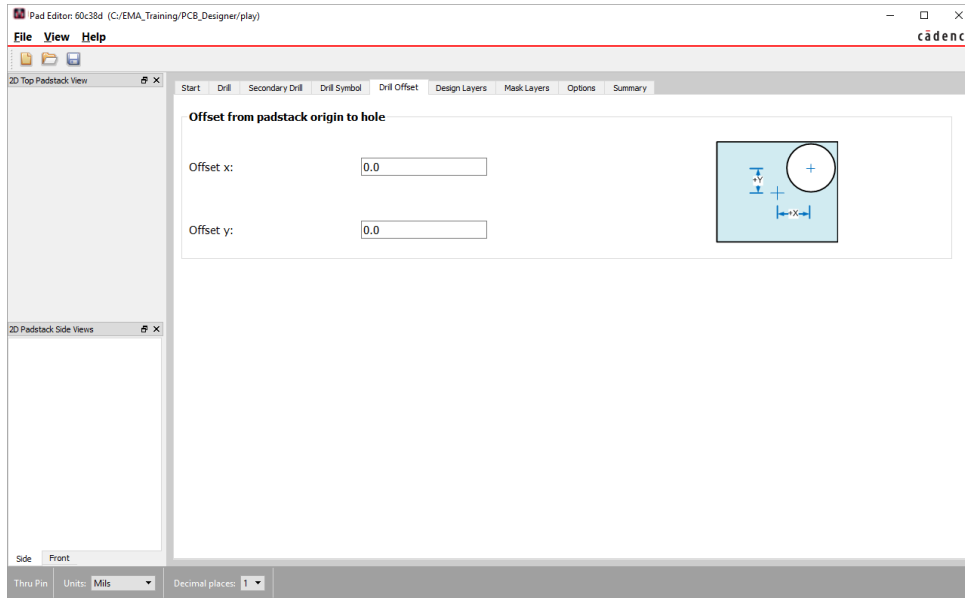 Pad Editor: 60c38d (C:/EMA_Training/PCB_Designer/play)
File View Help
cādenc
2D Top Padstack View
Start Drill Secondary Drill Drill Symbol Drill Offset Design Layers Mask Layers Options Summary
Offset from padstack origin to hole
Offset x: 0.0
+Y
+X
Offset y: 0.0
2D Padstack Side Views
Side Front
Thru Pin Units: Mils Decimal places: 1